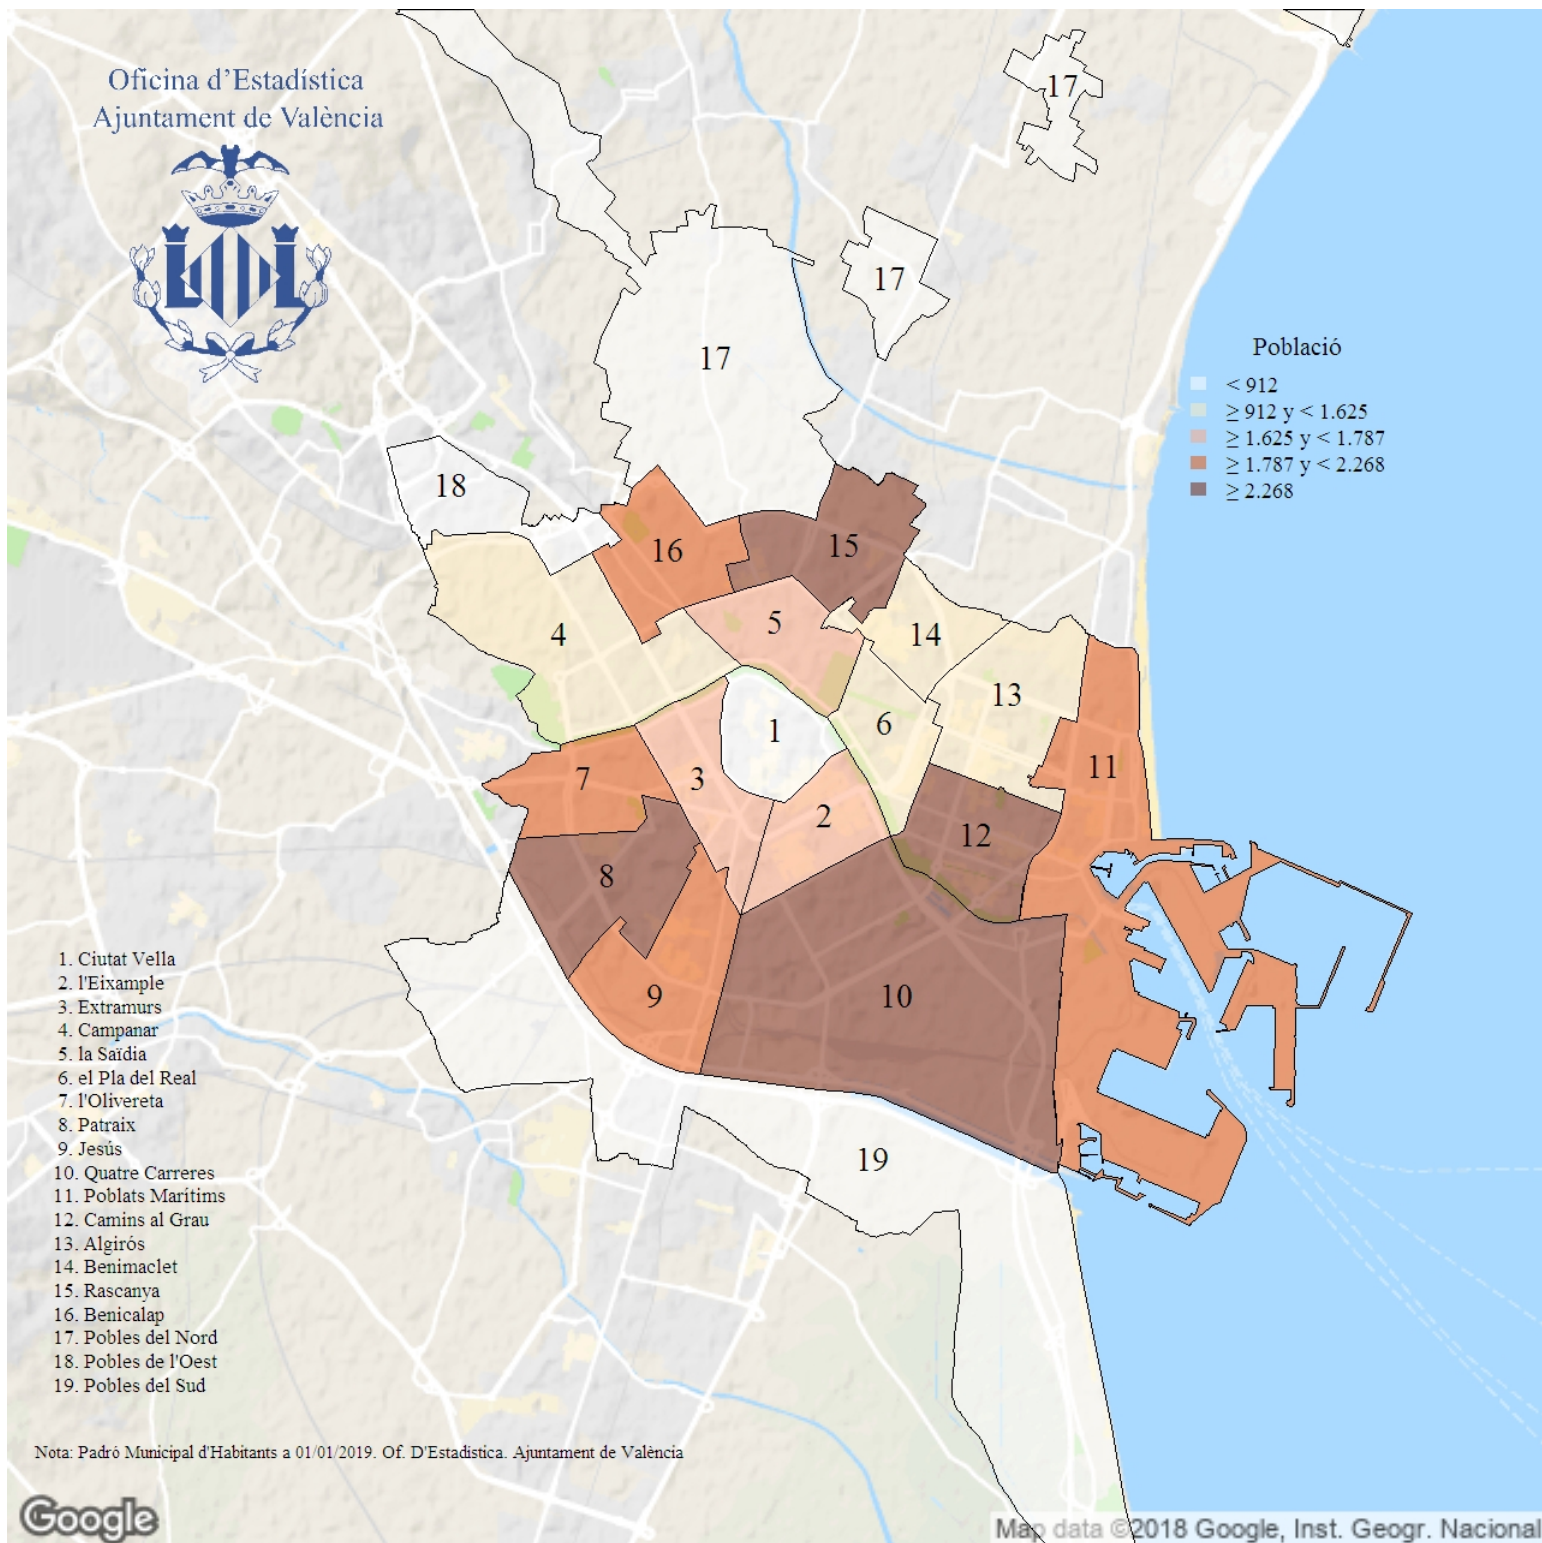 Oficina d'Estadística
Ajuntament de València
17
17
17
18
16
15
4
5
14
13
6
1
11
7
3
2
12
8
9
10
19
Població
< 912
≥ 912 y < 1.625
≥ 1.625 y < 1.787
≥ 1.787 y < 2.268
≥ 2.268
1. Ciutat Vella
2. l'Eixample
3. Extramurs
4. Campanar
5. la Saïdia
6. el Pla del Real
7. l'Olivereta
8. Patraix
9. Jesús
10. Quatre Carreres
11. Poblats Marítims
12. Camins al Grau
13. Algirós
14. Benimaclet
15. Rascanya
16. Benicalap
17. Pobles del Nord
18. Pobles de l'Oest
19. Pobles del Sud
Nota: Padró Municipal d'Habitants a 01/01/2019. Of. D'Estadística. Ajuntament de València
Google
Map data ©2018 Google, Inst. Geogr. Nacional